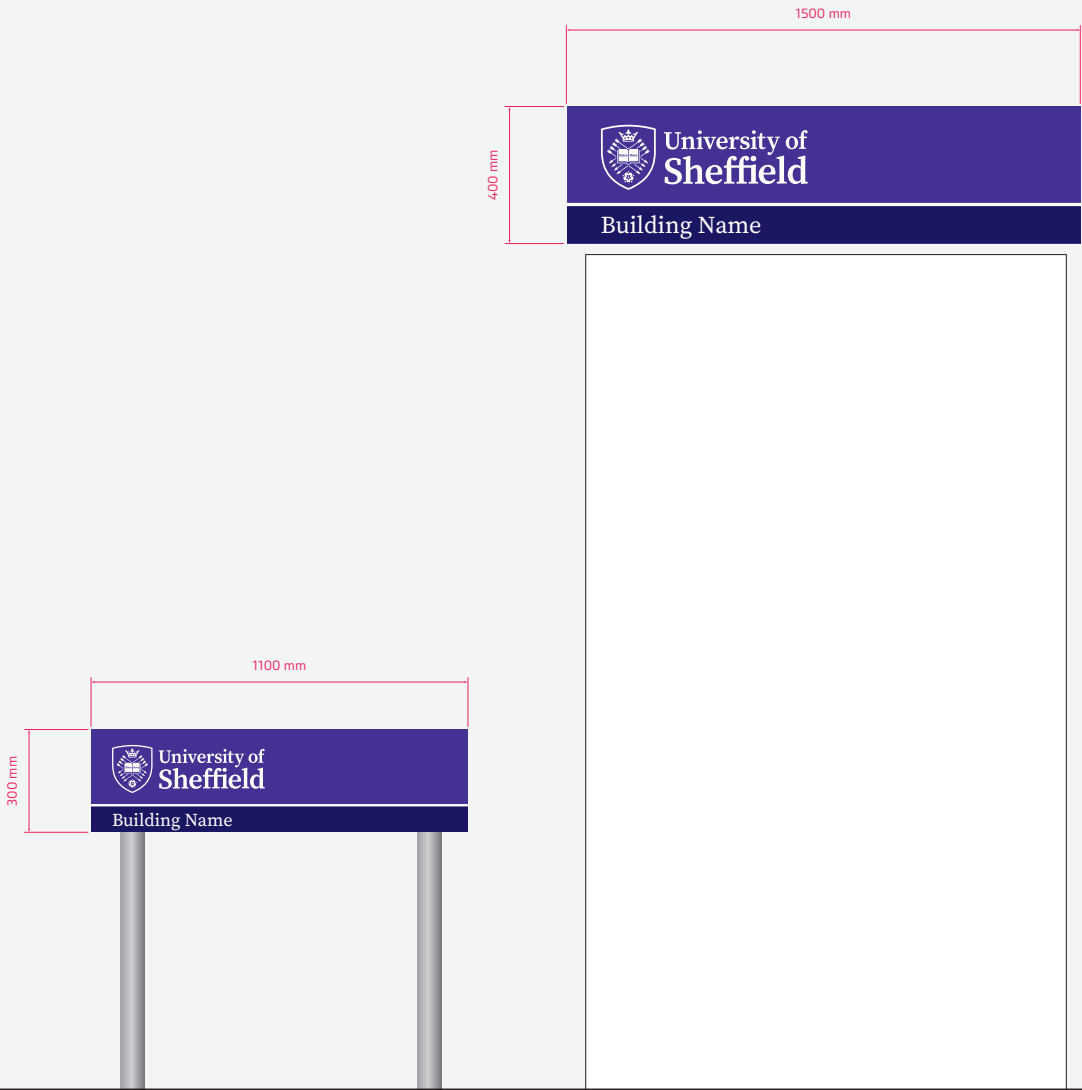 1500 mm
400 mm
University of
Sheffield
Building Name
1100 mm
300 mm
University of
Sheffield
Building Name